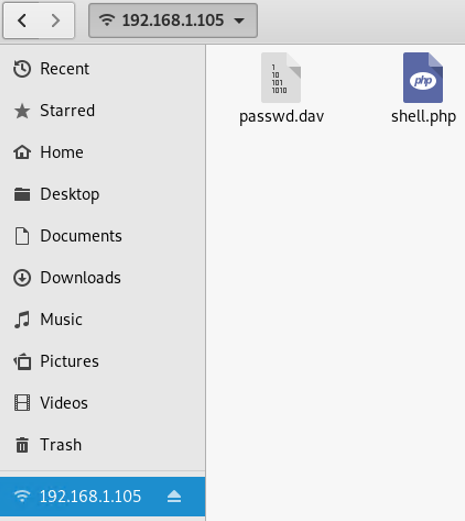 192.168.1.105
Recent
Starred
Home
Desktop
Documents
Downloads
Music
Pictures
Videos
Trash
192.168.1.105
1
10
101
1010
php
passwd.dav shell.php